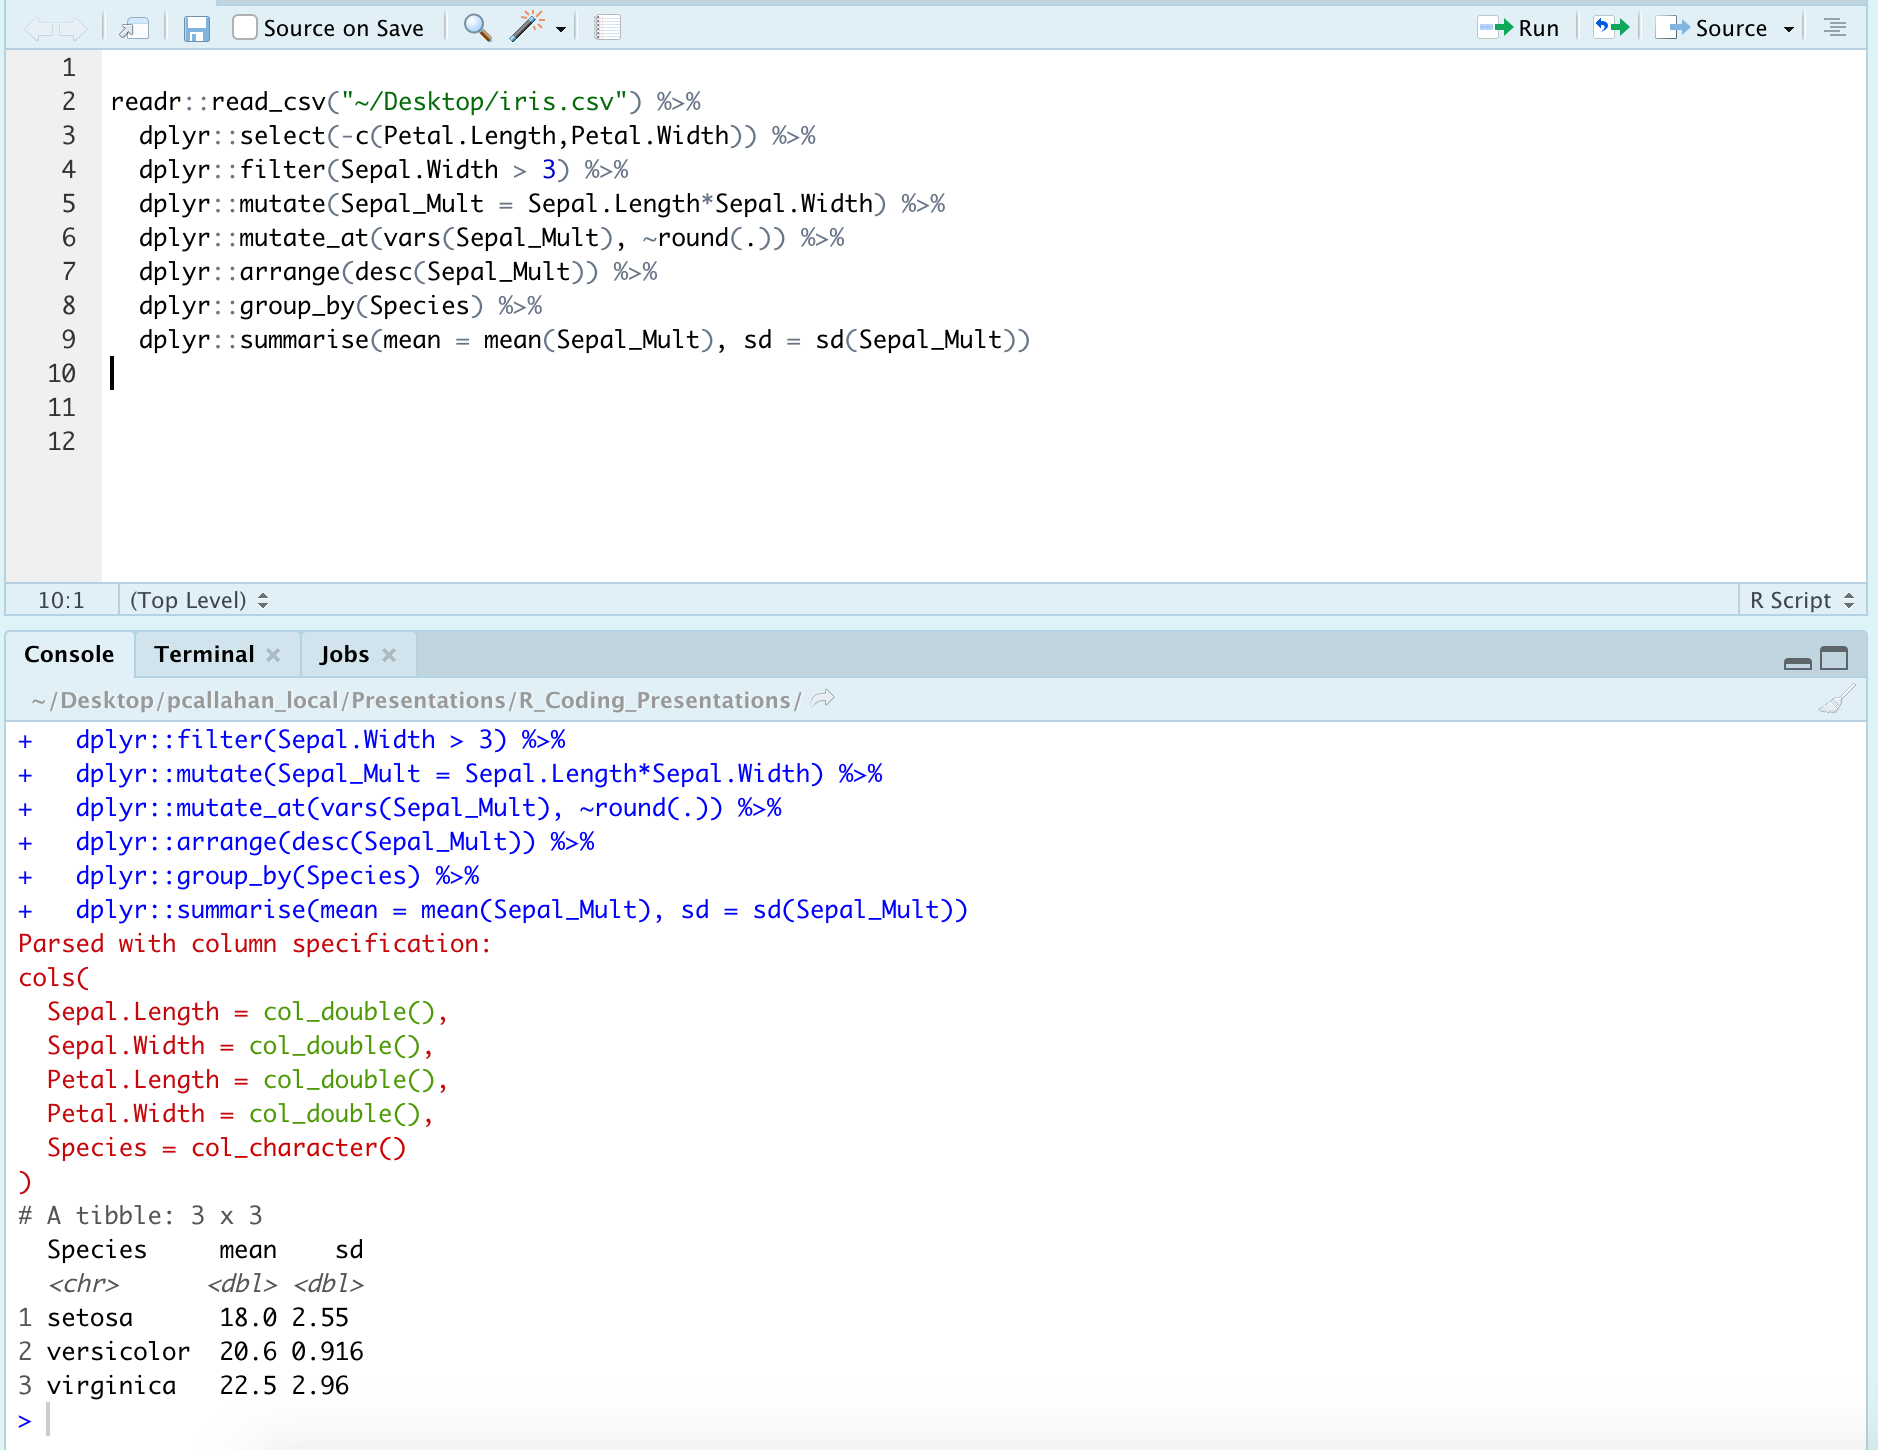 Source on Save Run Source
1
2 readr::read_csv("~/Desktop/iris.csv") %>%
3   dplyr::select(-c(Petal.Length,Petal.Width)) %>%
4   dplyr::filter(Sepal.Width > 3) %>%
5   dplyr::mutate(Sepal_Mult = Sepal.Length*Sepal.Width) %>%
6   dplyr::mutate_at(vars(Sepal_Mult), ~round(.)) %>%
7   dplyr::arrange(desc(Sepal_Mult)) %>%
8   dplyr::group_by(Species) %>%
9   dplyr::summarise(mean = mean(Sepal_Mult), sd = sd(Sepal_Mult))
10
11
12
10:1 (Top Level) R Script
Console Terminal Jobs
~/Desktop/pcallahan_local/Presentations/R_Coding_Presentations/
+   dplyr::filter(Sepal.Width > 3) %>%
+   dplyr::mutate(Sepal_Mult = Sepal.Length*Sepal.Width) %>%
+   dplyr::mutate_at(vars(Sepal_Mult), ~round(.)) %>%
+   dplyr::arrange(desc(Sepal_Mult)) %>%
+   dplyr::group_by(Species) %>%
+   dplyr::summarise(mean = mean(Sepal_Mult), sd = sd(Sepal_Mult))
Parsed with column specification:
cols(
  Sepal.Length = col_double(),
  Sepal.Width = col_double(),
  Petal.Length = col_double(),
  Petal.Width = col_double(),
  Species = col_character()
)
# A tibble: 3 x 3
  Species     mean    sd
  <chr>      <dbl> <dbl>
1 setosa      18.0 2.55
2 versicolor  20.6 0.916
3 virginica   22.5 2.96
>